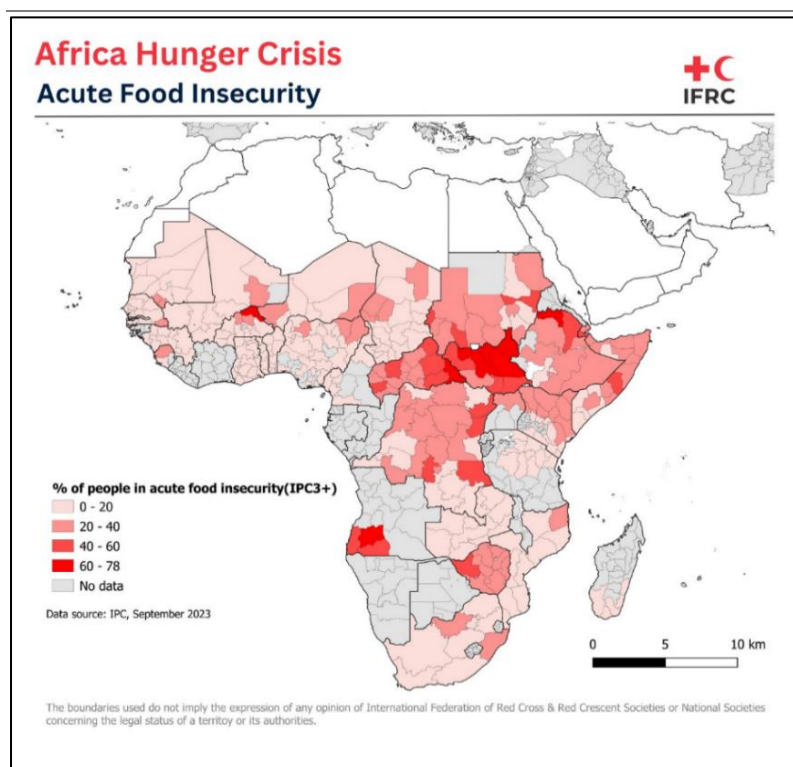 Africa Hunger Crisis
Acute Food Insecurity
IFRC
% of people in acute food insecurity(IPC3+)
0 - 20
20 - 40
40 - 60
60 - 78
No data
Data source: IPC, September 2023
0 5 10 km
The boundaries used do not imply the expression of any opinion of International Federation of Red Cross & Red Crescent Societies or National Societies
concerning the legal status of a territoy or its authorities.